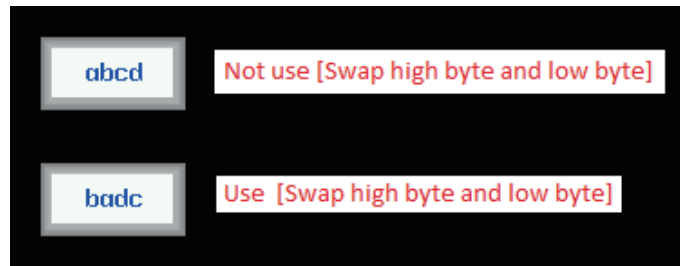 abcd Not use [Swap high byte and low byte]
badc Use [Swap high byte and low byte]